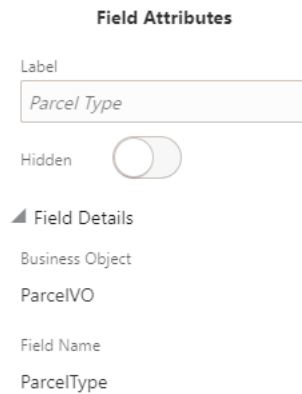 Field Attributes
Label
Parcel Type
Hidden
Field Details
Business Object
ParcelVO
Field Name
ParcelType